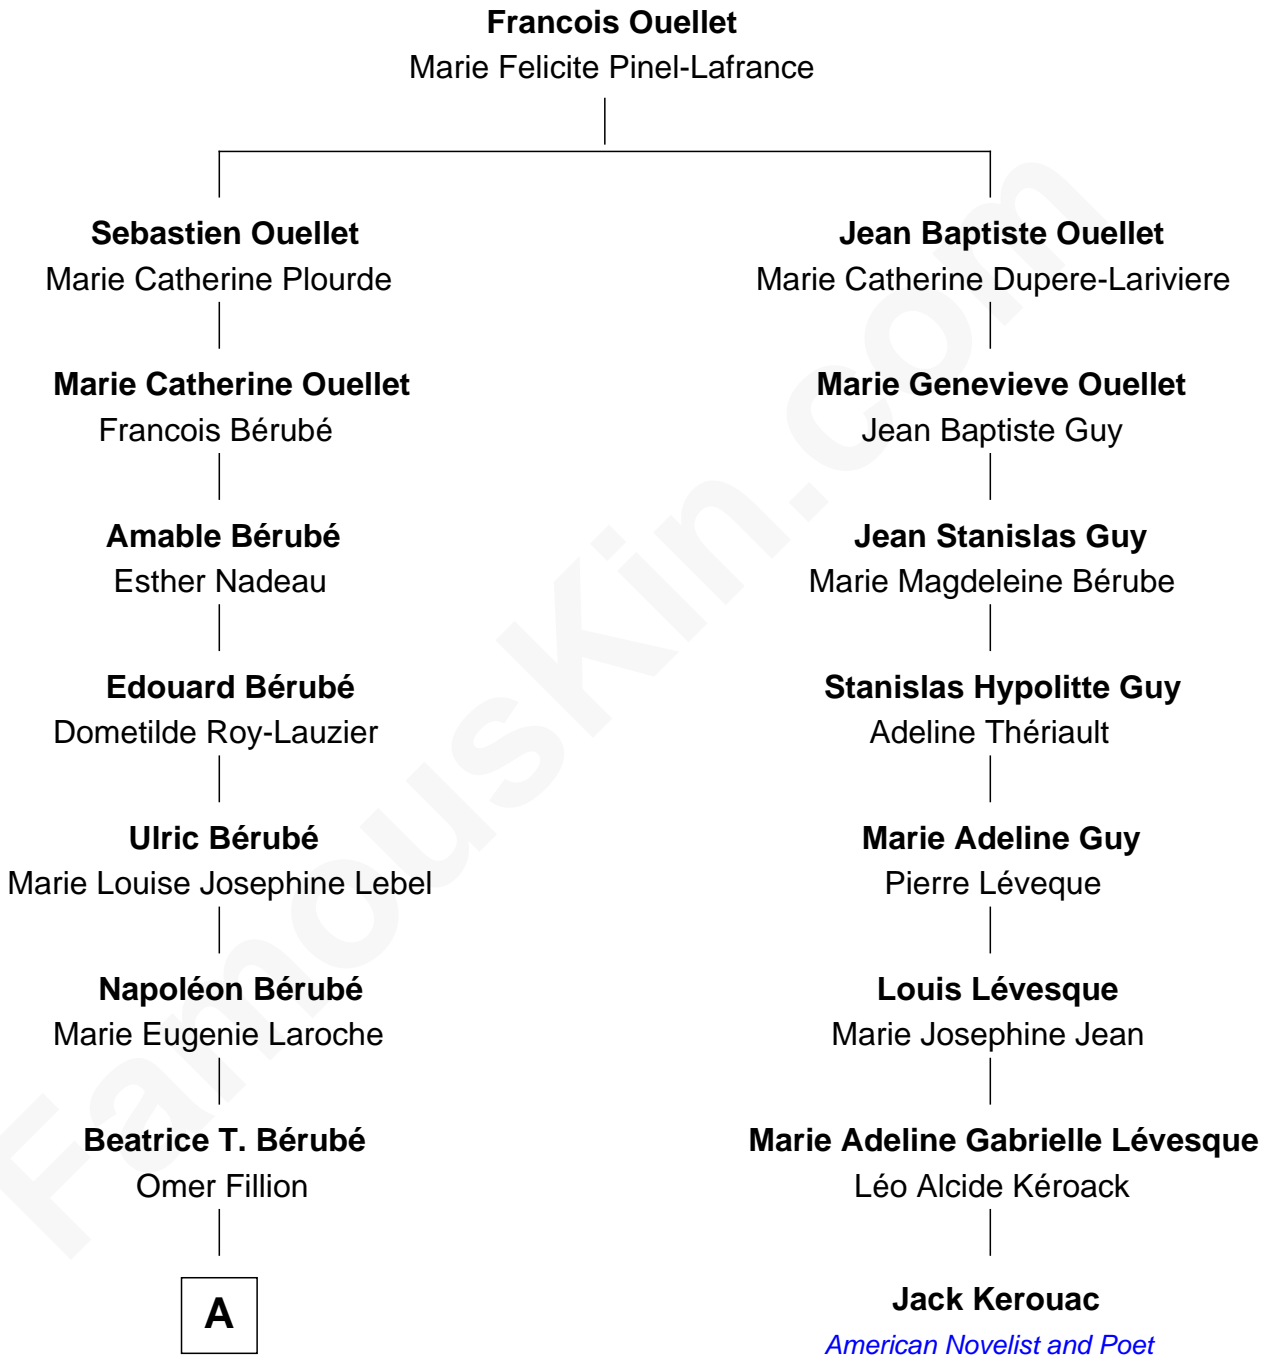 Francois Ouellet
Marie Felicite Pinel-Lafrance
Sebastien Ouellet
Marie Catherine Plourde
Jean Baptiste Ouellet
Marie Catherine Dupere-Lariviere
Marie Catherine Ouellet
Francois Bérubé
Marie Genevieve Ouellet
Jean Baptiste Guy
Amable Bérubé
Esther Nadeau
Jean Stanislas Guy
Marie Magdeleine Bérube
Edouard Bérubé
Dometilde Roy-Lauzier
Stanislas Hypolitte Guy
Adeline Thériault
Ulric Bérubé
Marie Louise Josephine Lebel
Marie Adeline Guy
Pierre Léveque
Napoléon Bérubé
Marie Eugenie Laroche
Louis Lévesque
Marie Josephine Jean
Beatrice T. Bérubé
Omer Fillion
Marie Adeline Gabrielle Lévesque
Léo Alcide Kéroack
A
Jack Kerouac
American Novelist and Poet
FamousKin.com